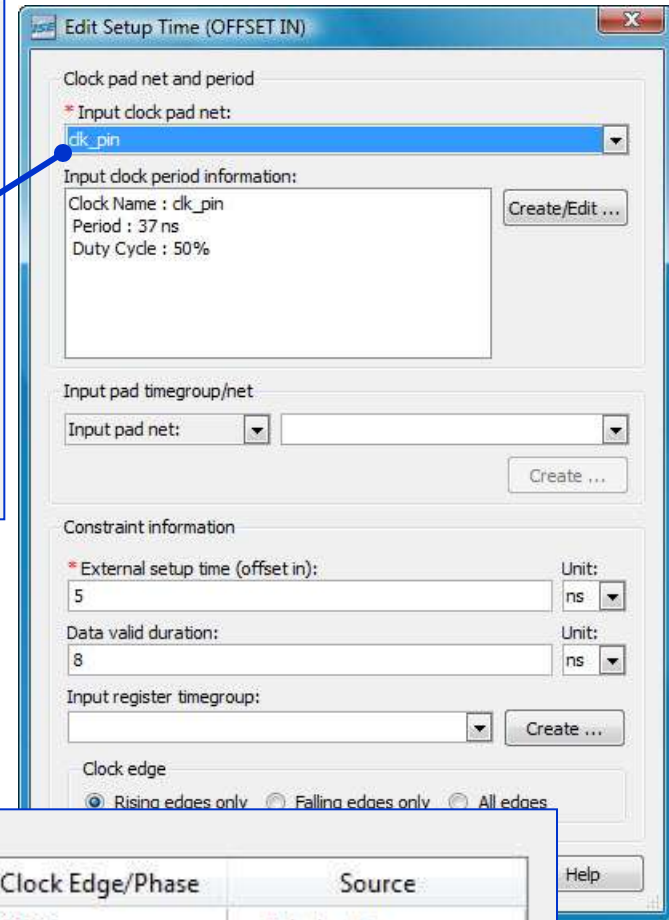 ISE Edit Setup Time (OFFSET IN)
Clock pad net and period
* Input clock pad net:
clk_pin
Input clock period information:
Clock Name : clk_pin
Period : 37 ns
Duty Cycle : 50%
Create/Edit ...
Input pad timegroup/net
Input pad net:
Create ...
Constraint information
* External setup time (offset in): Unit:
5 ns
Data valid duration: Unit:
8 ns
Input register timegroup:
Create ...
Clock edge
Rising edges only Falling edges only All edges
Help
Clock Edge/Phase Source